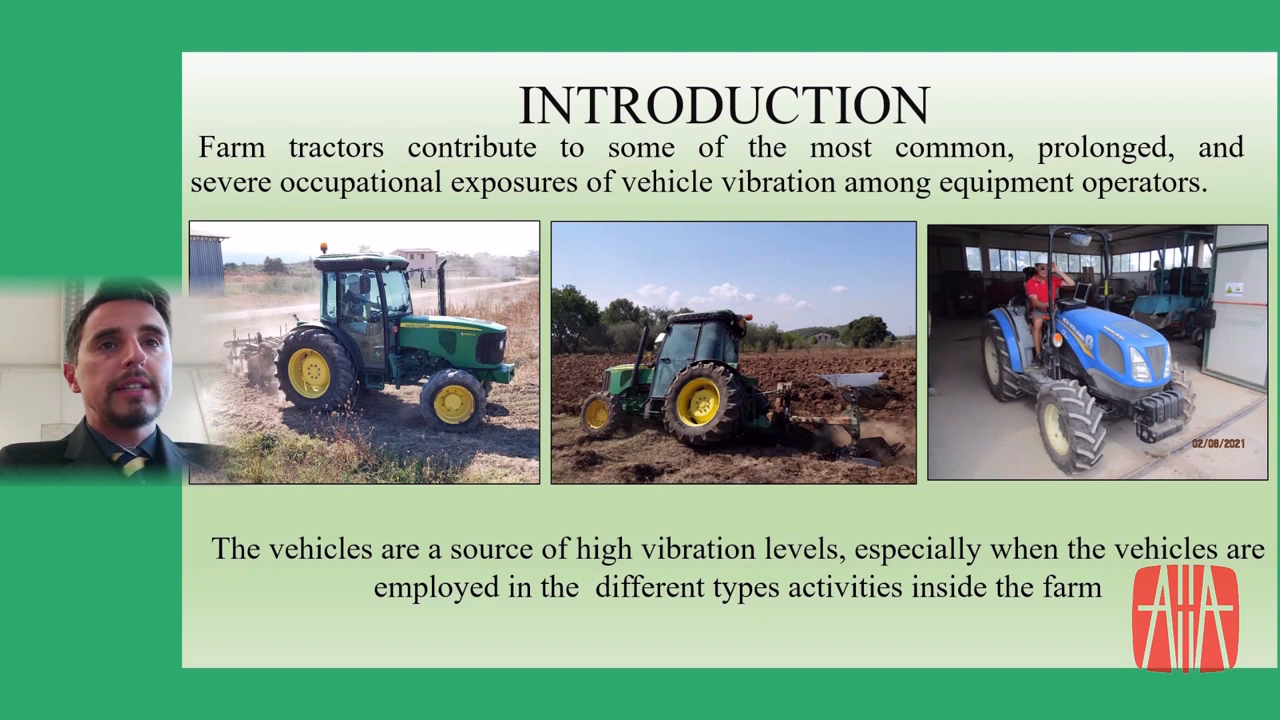 INTRODUCTION
Farm tractors contribute to some of the most common, prolonged, and
severe occupational exposures of vehicle vibration among equipment operators.
02/08/2021
The vehicles are a source of high vibration levels, especially when the vehicles are
employed in the different types activities inside the farm